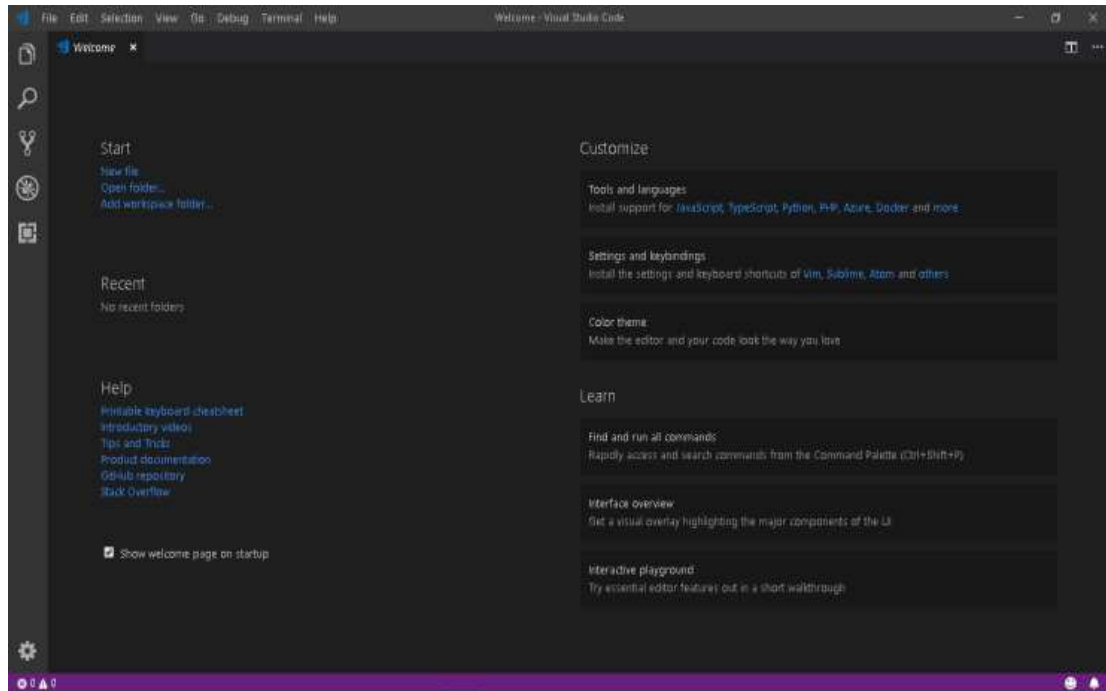 File Edit Selection View Go Debug Terminal Help
Welcome - Visual Studio Code
Welcome
Start
New file
Open folder...
Add workspace folder...
Recent
No recent folders
Help
Printable keyboard cheatsheet
Introductory videos
Tips and Tricks
Product documentation
GitHub repository
Stack Overflow
Show welcome page on startup
Customize
Tools and languages
Install support for JavaScript, TypeScript, Python, PHP, Azure, Docker and more
Settings and keybindings
Install the settings and keyboard shortcuts of Vim, Sublime, Atom and others
Color theme
Make the editor and your code look the way you love
Learn
Find and run all commands
Rapidly access and search commands from the Command Palette (Ctrl+Shift+P)
Interface overview
Get a visual overlay highlighting the major components of the UI
Interactive playground
Try essential editor features out in a short walkthrough
0 0